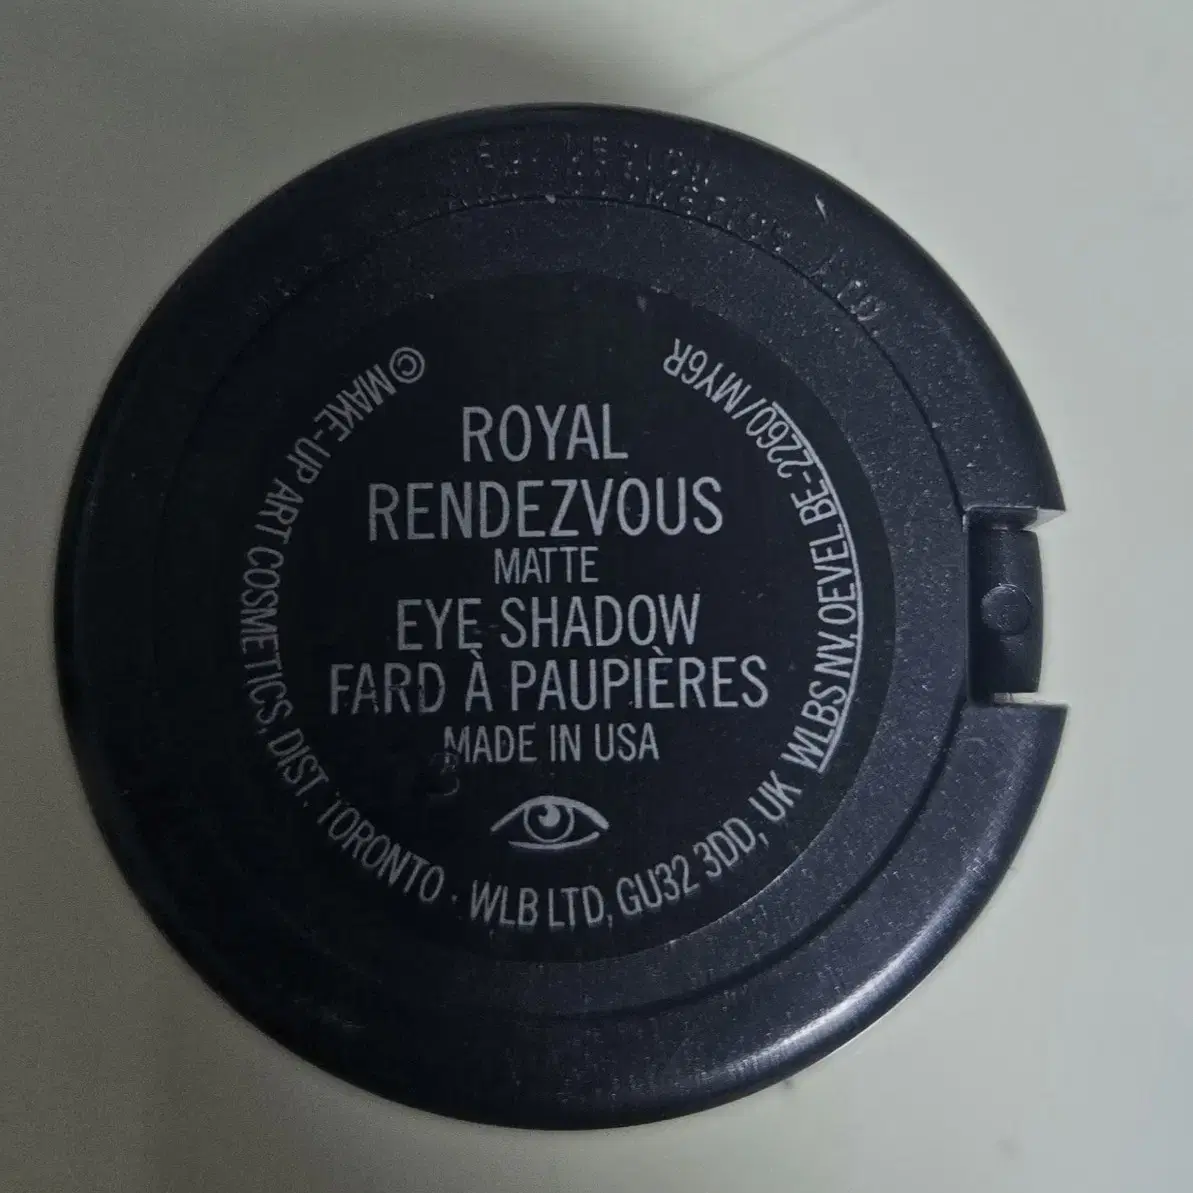 ROYAL
RENDEZVOUS
MATTE
EYE SHADOW
FARD À PAUPIÈRES
MADE IN USA
© MAKE-UP ART COSMETICS, DIST. TORONTO · WLB LTD, GU32 3DD, UK WLBS NV, OEVEL BE-2260/MY6R